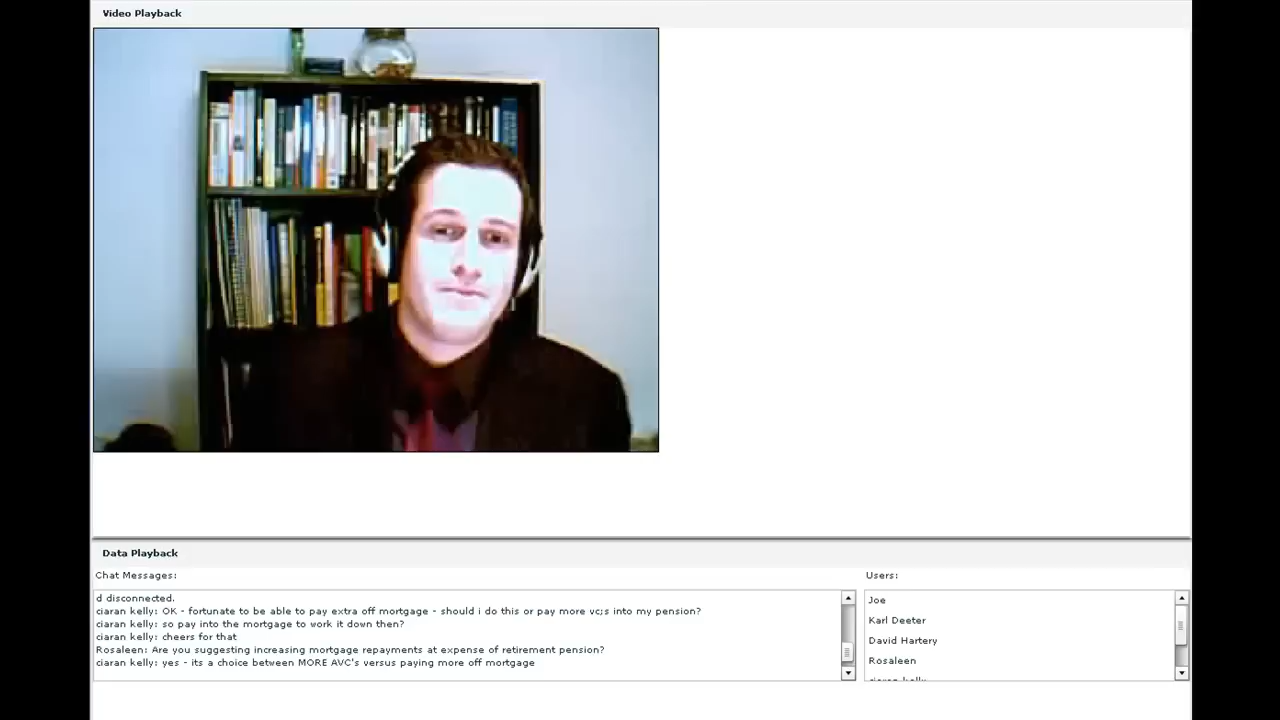 Video Playback
Data Playback
Chat Messages:
Users:
d disconnected.
ciaran kelly: OK - fortunate to be able to pay extra off mortgage - should i do this or pay more vc;s into my pension?
ciaran kelly: so pay into the mortgage to work it down then?
ciaran kelly: cheers for that
Rosaleen: Are you suggesting increasing mortgage repayments at expense of retirement pension?
ciaran kelly: yes - its a choice between MORE AVC's versus paying more off mortgage
Joe
Karl Deeter
David Hartery
Rosaleen
ciaran kelly